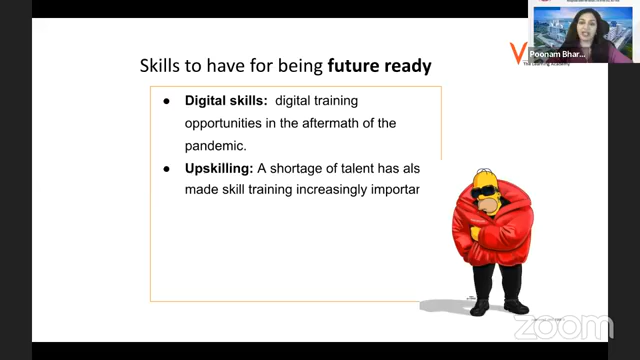 Poonam Bhar...
V
The Learning Academy
Skills to have for being future ready
● Digital skills: digital training
opportunities in the aftermath of the
pandemic.
● Upskilling: A shortage of talent has als
made skill training increasingly importan
zoom